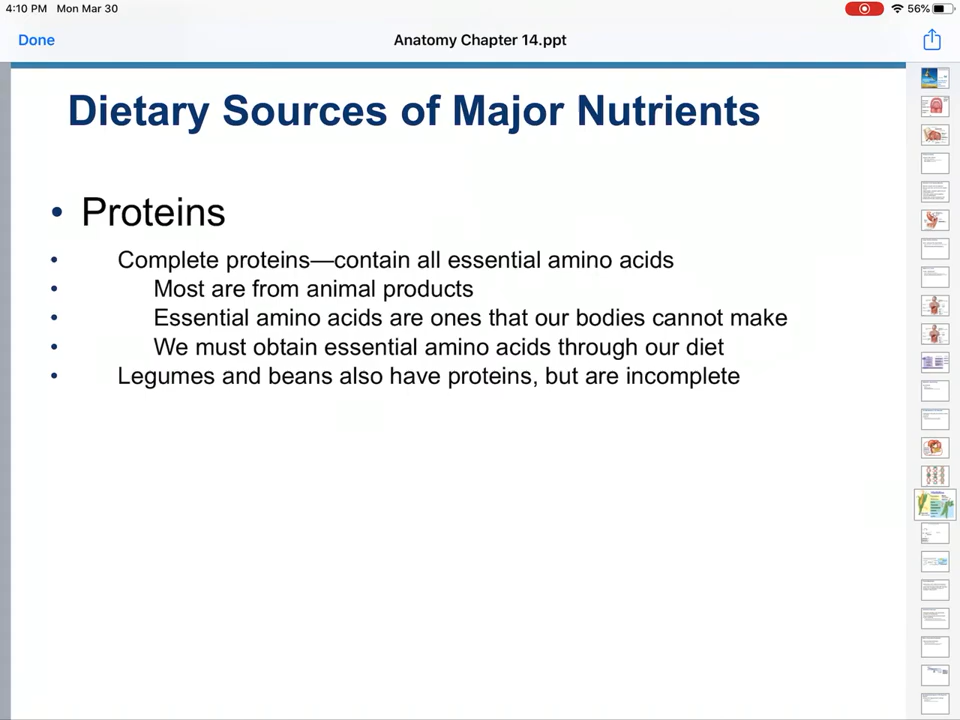 4:10 PM Mon Mar 30
56%
Done
Anatomy Chapter 14.ppt
Dietary Sources of Major Nutrients
• Proteins
• Complete proteins—contain all essential amino acids
• Most are from animal products
• Essential amino acids are ones that our bodies cannot make
• We must obtain essential amino acids through our diet
• Legumes and beans also have proteins, but are incomplete